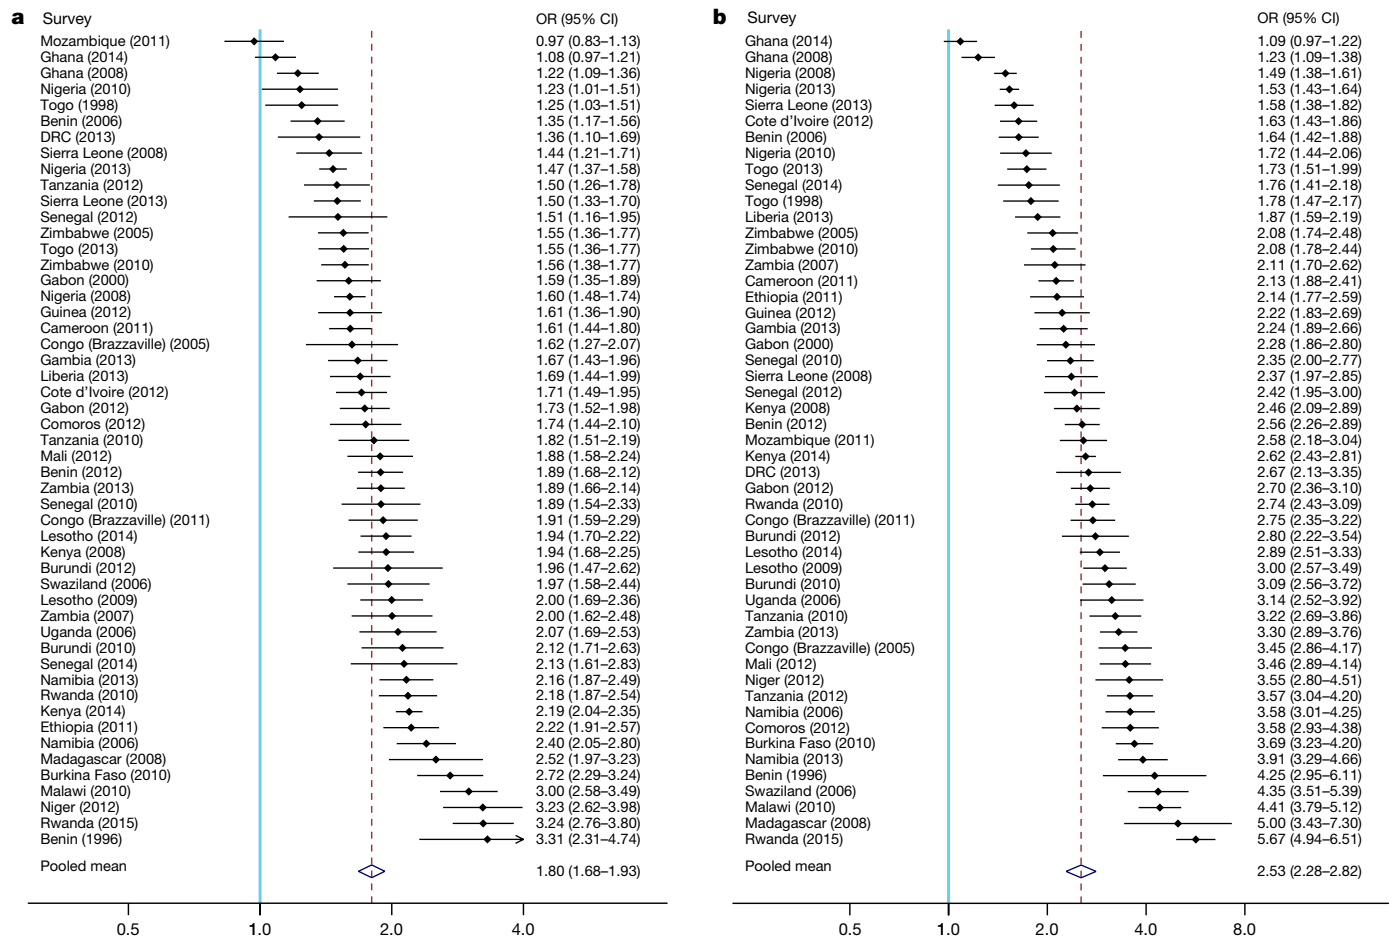 a Survey OR (95% CI)
Mozambique (2011) 0.97 (0.83–1.13)
Ghana (2014) 1.08 (0.97–1.21)
Ghana (2008) 1.22 (1.09–1.36)
Nigeria (2010) 1.23 (1.01–1.51)
Togo (1998) 1.25 (1.03–1.51)
Benin (2006) 1.35 (1.17–1.56)
DRC (2013) 1.36 (1.10–1.69)
Sierra Leone (2008) 1.44 (1.21–1.71)
Nigeria (2013) 1.47 (1.37–1.58)
Tanzania (2012) 1.50 (1.26–1.78)
Sierra Leone (2013) 1.50 (1.33–1.70)
Senegal (2012) 1.51 (1.16–1.95)
Zimbabwe (2005) 1.55 (1.36–1.77)
Togo (2013) 1.55 (1.36–1.77)
Zimbabwe (2010) 1.56 (1.38–1.77)
Gabon (2000) 1.59 (1.35–1.89)
Nigeria (2008) 1.60 (1.48–1.74)
Guinea (2012) 1.61 (1.36–1.90)
Cameroon (2011) 1.61 (1.44–1.80)
Congo (Brazzaville) (2005) 1.62 (1.27–2.07)
Gambia (2013) 1.67 (1.43–1.96)
Liberia (2013) 1.69 (1.44–1.99)
Cote d'Ivoire (2012) 1.71 (1.49–1.95)
Gabon (2012) 1.73 (1.52–1.98)
Comoros (2012) 1.74 (1.44–2.10)
Tanzania (2010) 1.82 (1.51–2.19)
Mali (2012) 1.88 (1.58–2.24)
Benin (2012) 1.89 (1.68–2.12)
Zambia (2013) 1.89 (1.66–2.14)
Senegal (2010) 1.89 (1.54–2.33)
Congo (Brazzaville) (2011) 1.91 (1.59–2.29)
Lesotho (2014) 1.94 (1.70–2.22)
Kenya (2008) 1.94 (1.68–2.25)
Burundi (2012) 1.96 (1.47–2.62)
Swaziland (2006) 1.97 (1.58–2.44)
Lesotho (2009) 2.00 (1.69–2.36)
Zambia (2007) 2.00 (1.62–2.48)
Uganda (2006) 2.07 (1.69–2.53)
Burundi (2010) 2.12 (1.71–2.63)
Senegal (2014) 2.13 (1.61–2.83)
Namibia (2013) 2.16 (1.87–2.49)
Rwanda (2010) 2.18 (1.87–2.54)
Kenya (2014) 2.19 (2.04–2.35)
Ethiopia (2011) 2.22 (1.91–2.57)
Namibia (2006) 2.40 (2.05–2.80)
Madagascar (2008) 2.52 (1.97–3.23)
Burkina Faso (2010) 2.72 (2.29–3.24)
Malawi (2010) 3.00 (2.58–3.49)
Niger (2012) 3.23 (2.62–3.98)
Rwanda (2015) 3.24 (2.76–3.80)
Benin (1996) 3.31 (2.31–4.74)
Pooled mean 1.80 (1.68–1.93)
0.5 1.0 2.0 4.0
b Survey OR (95% CI)
Ghana (2014) 1.09 (0.97–1.22)
Ghana (2008) 1.23 (1.09–1.38)
Nigeria (2008) 1.49 (1.38–1.61)
Nigeria (2013) 1.53 (1.43–1.64)
Sierra Leone (2013) 1.58 (1.38–1.82)
Cote d'Ivoire (2012) 1.63 (1.43–1.86)
Benin (2006) 1.64 (1.42–1.88)
Nigeria (2010) 1.72 (1.44–2.06)
Togo (2013) 1.73 (1.51–1.99)
Senegal (2014) 1.76 (1.41–2.18)
Togo (1998) 1.78 (1.47–2.17)
Liberia (2013) 1.87 (1.59–2.19)
Zimbabwe (2005) 2.08 (1.74–2.48)
Zimbabwe (2010) 2.08 (1.78–2.44)
Zambia (2007) 2.11 (1.70–2.62)
Cameroon (2011) 2.13 (1.88–2.41)
Ethiopia (2011) 2.14 (1.77–2.59)
Guinea (2012) 2.22 (1.83–2.69)
Gambia (2013) 2.24 (1.89–2.66)
Gabon (2000) 2.28 (1.86–2.80)
Senegal (2010) 2.35 (2.00–2.77)
Sierra Leone (2008) 2.37 (1.97–2.85)
Senegal (2012) 2.42 (1.95–3.00)
Kenya (2008) 2.46 (2.09–2.89)
Benin (2012) 2.56 (2.26–2.89)
Mozambique (2011) 2.58 (2.18–3.04)
Kenya (2014) 2.62 (2.43–2.81)
DRC (2013) 2.67 (2.13–3.35)
Gabon (2012) 2.70 (2.36–3.10)
Rwanda (2010) 2.74 (2.43–3.09)
Congo (Brazzaville) (2011) 2.75 (2.35–3.22)
Burundi (2012) 2.80 (2.22–3.54)
Lesotho (2014) 2.89 (2.51–3.33)
Lesotho (2009) 3.00 (2.57–3.49)
Burundi (2010) 3.09 (2.56–3.72)
Uganda (2006) 3.14 (2.52–3.92)
Tanzania (2010) 3.22 (2.69–3.86)
Zambia (2013) 3.30 (2.89–3.76)
Congo (Brazzaville) (2005) 3.45 (2.86–4.17)
Mali (2012) 3.46 (2.89–4.14)
Niger (2012) 3.55 (2.80–4.51)
Tanzania (2012) 3.57 (3.04–4.20)
Namibia (2006) 3.58 (3.01–4.25)
Comoros (2012) 3.58 (2.93–4.38)
Burkina Faso (2010) 3.69 (3.23–4.20)
Namibia (2013) 3.91 (3.29–4.66)
Benin (1996) 4.25 (2.95–6.11)
Swaziland (2006) 4.35 (3.51–5.39)
Malawi (2010) 4.41 (3.79–5.12)
Madagascar (2008) 5.00 (3.43–7.30)
Rwanda (2015) 5.67 (4.94–6.51)
Pooled mean 2.53 (2.28–2.82)
0.5 1.0 2.0 4.0 8.0